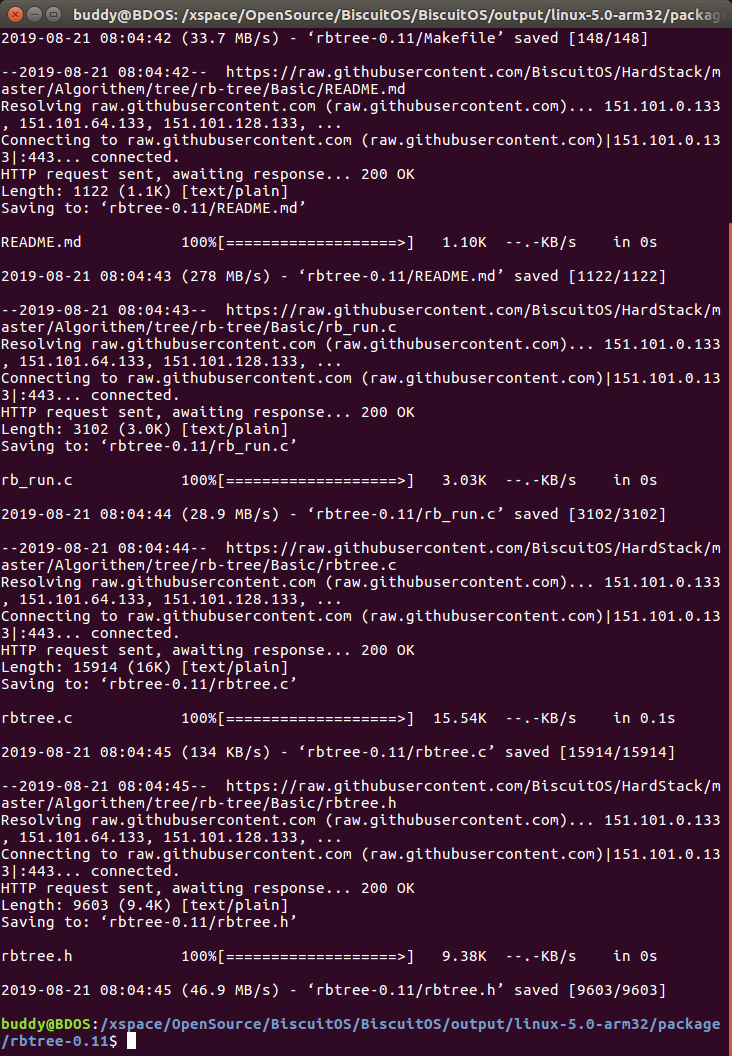 buddy@BDOS: /xspace/OpenSource/BiscuitOS/BiscuitOS/output/linux-5.0-arm32/package
2019-08-21 08:04:42 (33.7 MB/s) - ‘rbtree-0.11/Makefile’ saved [148/148]
--2019-08-21 08:04:42--  https://raw.githubusercontent.com/BiscuitOS/HardStack/m
aster/Algorithem/tree/rb-tree/Basic/README.md
Resolving raw.githubusercontent.com (raw.githubusercontent.com)... 151.101.0.133
, 151.101.64.133, 151.101.128.133, ...
Connecting to raw.githubusercontent.com (raw.githubusercontent.com)|151.101.0.13
3|:443... connected.
HTTP request sent, awaiting response... 200 OK
Length: 1122 (1.1K) [text/plain]
Saving to: ‘rbtree-0.11/README.md’
README.md           100%[===================>]   1.10K  --.-KB/s    in 0s
2019-08-21 08:04:43 (278 MB/s) - ‘rbtree-0.11/README.md’ saved [1122/1122]
--2019-08-21 08:04:43--  https://raw.githubusercontent.com/BiscuitOS/HardStack/m
aster/Algorithem/tree/rb-tree/Basic/rb_run.c
Resolving raw.githubusercontent.com (raw.githubusercontent.com)... 151.101.0.133
, 151.101.64.133, 151.101.128.133, ...
Connecting to raw.githubusercontent.com (raw.githubusercontent.com)|151.101.0.13
3|:443... connected.
HTTP request sent, awaiting response... 200 OK
Length: 3102 (3.0K) [text/plain]
Saving to: ‘rbtree-0.11/rb_run.c’
rb_run.c            100%[===================>]   3.03K  --.-KB/s    in 0s
2019-08-21 08:04:44 (28.9 MB/s) - ‘rbtree-0.11/rb_run.c’ saved [3102/3102]
--2019-08-21 08:04:44--  https://raw.githubusercontent.com/BiscuitOS/HardStack/m
aster/Algorithem/tree/rb-tree/Basic/rbtree.c
Resolving raw.githubusercontent.com (raw.githubusercontent.com)... 151.101.0.133
, 151.101.64.133, 151.101.128.133, ...
Connecting to raw.githubusercontent.com (raw.githubusercontent.com)|151.101.0.13
3|:443... connected.
HTTP request sent, awaiting response... 200 OK
Length: 15914 (16K) [text/plain]
Saving to: ‘rbtree-0.11/rbtree.c’
rbtree.c            100%[===================>]  15.54K  --.-KB/s    in 0.1s
2019-08-21 08:04:45 (134 KB/s) - ‘rbtree-0.11/rbtree.c’ saved [15914/15914]
--2019-08-21 08:04:45--  https://raw.githubusercontent.com/BiscuitOS/HardStack/m
aster/Algorithem/tree/rb-tree/Basic/rbtree.h
Resolving raw.githubusercontent.com (raw.githubusercontent.com)... 151.101.0.133
, 151.101.64.133, 151.101.128.133, ...
Connecting to raw.githubusercontent.com (raw.githubusercontent.com)|151.101.0.13
3|:443... connected.
HTTP request sent, awaiting response... 200 OK
Length: 9603 (9.4K) [text/plain]
Saving to: ‘rbtree-0.11/rbtree.h’
rbtree.h            100%[===================>]   9.38K  --.-KB/s    in 0s
2019-08-21 08:04:45 (46.9 MB/s) - ‘rbtree-0.11/rbtree.h’ saved [9603/9603]
buddy@BDOS:/xspace/OpenSource/BiscuitOS/BiscuitOS/output/linux-5.0-arm32/package
/rbtree-0.11$